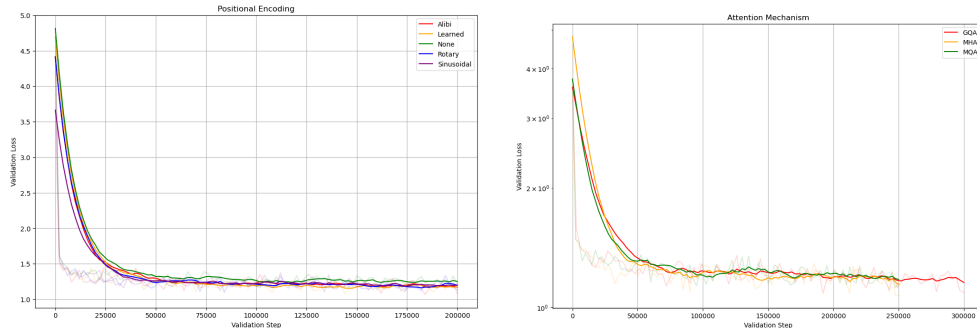 Positional Encoding
Validation Loss
5.0
4.5
4.0
3.5
3.0
2.5
2.0
1.5
1.0
Alibi
Learned
None
Rotary
Sinusoidal
0
25000
50000
75000
100000
125000
150000
175000
200000
Validation Step
Attention Mechanism
Validation Loss
4 × 10⁰
3 × 10⁰
2 × 10⁰
10⁰
GQA
MHA
MQA
0
50000
100000
150000
200000
250000
300000
Validation Step